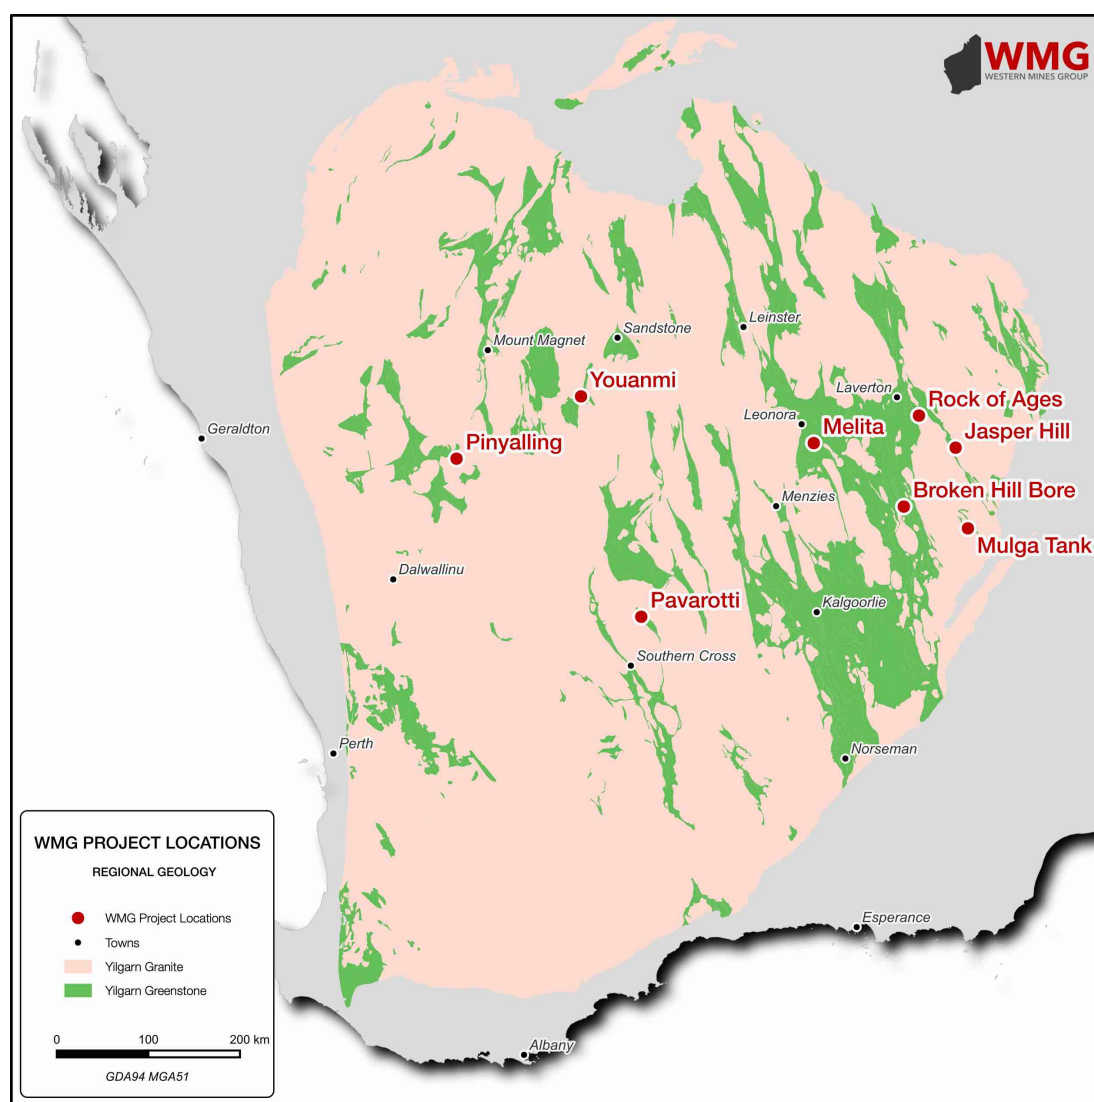 WMG
WESTERN MINES GROUP
Sandstone
Leinster
Mount Magnet
Youanmi
Laverton
Rock of Ages
Leonora
Melita
Jasper Hill
Geraldton
Pinyalling
Menzies
Broken Hill Bore
Mulga Tank
Dalwallinu
Pavarotti
Kalgoorlie
Southern Cross
Perth
Norseman
Esperance
Albany
WMG PROJECT LOCATIONS
REGIONAL GEOLOGY
WMG Project Locations
Towns
Yilgarn Granite
Yilgarn Greenstone
0 100 200 km
GDA94 MGA51